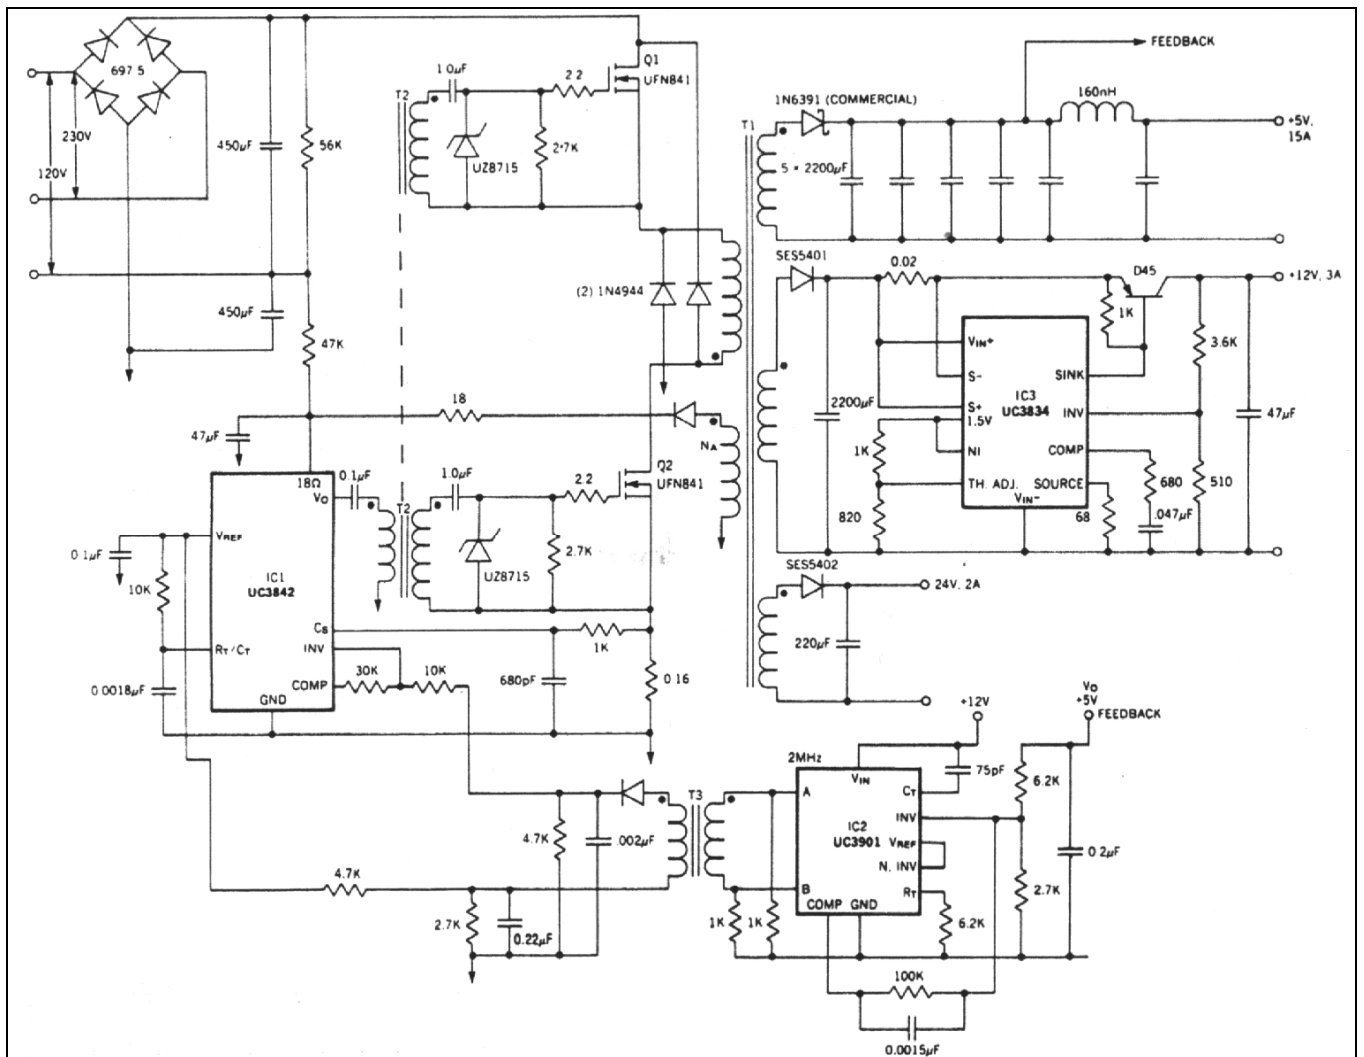 FEEDBACK
697 5
230V
120V
450µF
56K
450µF
47K
T2
1 0µF
UZ8715
2·7K
2 2
Q1
UFN841
(2) 1N4944
T1
1N6391 (COMMERCIAL)
160nH
+5V,
15A
5 × 2200µF
SES5401
0.02
D45
+12V, 3A
1K
3.6K
VIN+
S-
S+
1.5V
NI
TH. ADJ.
IC3
UC3834
VIN-
SINK
INV
COMP
SOURCE
2200µF
1K
820
680
.047µF
68
510
47µF
18
NA
47µF
18Ω
VO
0.1µF
T2
1.0µF
UZ8715
2.7K
2.2
Q2
UFN841
0 1µF
10K
VREF
IC1
UC3842
RT/CT
CS
INV
COMP
GND
0 0018µF
30K
10K
680pF
1K
0 16
SES5402
24V, 2A
220µF
+12V
VO
+5V
FEEDBACK
2MHz
75pF
6.2K
VIN
A
B
CT
INV
IC2
UC3901
VREF
N. INV
RT
COMP
GND
0 2µF
2.7K
6.2K
T3
4.7K
.002µF
4.7K
2.7K
0.22µF
1K
1K
100K
0.0015µF